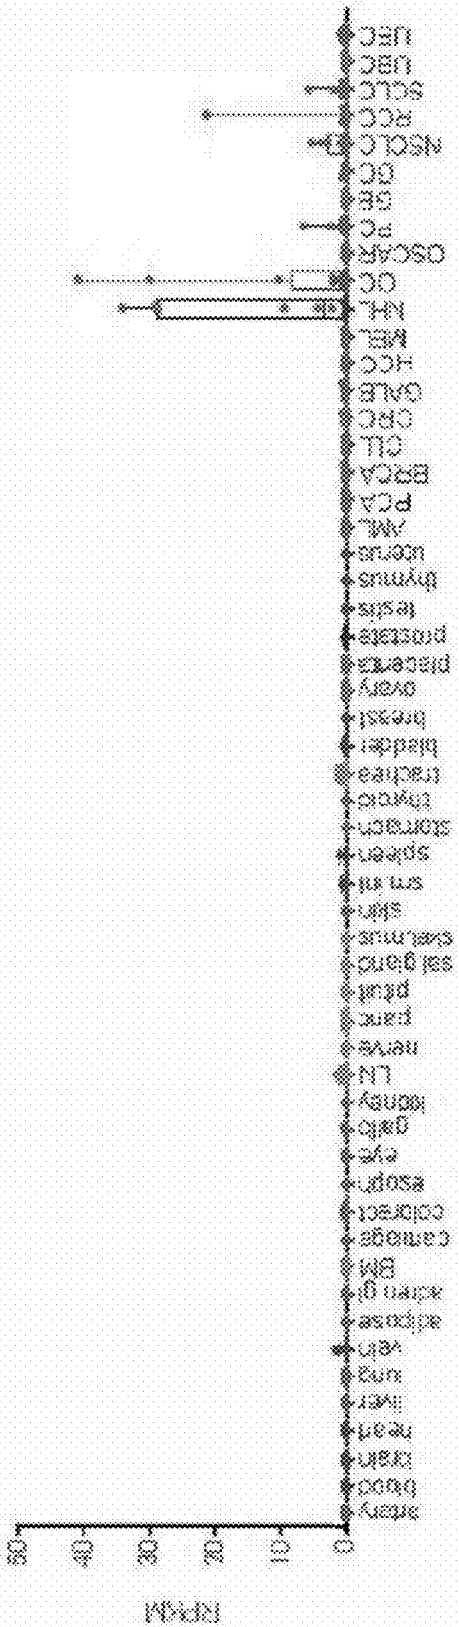 RPKM
50
40
30
20
10
0
artery
blood
brain
heart
liver
lung
vein
adipose
adren gl
BM
cartilage
colorect
esoph
eye
gallb
kidney
LN
nerve
panc
pituit
sal gland
skel.mus
skin
sm.int
spleen
stomach
thyroid
trachea
bladder
breast
ovary
placenta
prostate
testis
thymus
uterus
AML
PCA
BRCA
CLL
CRC
GALB
HCC
MEL
NHL
OC
OSCAR
PC
GB
GC
NSCLC
RCC
SCLC
UBC
UEC